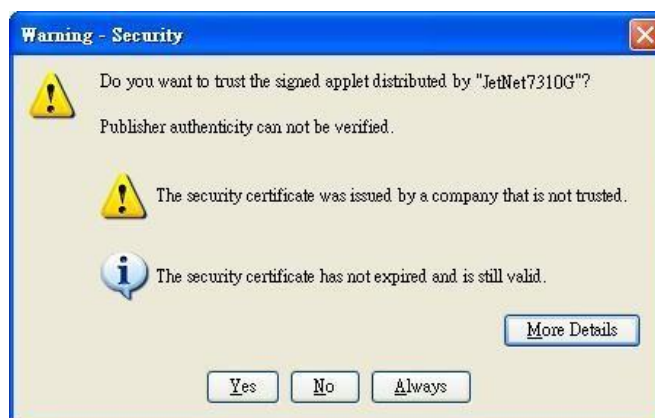 Warning - Security
Do you want to trust the signed applet distributed by "JetNet7310G"?
Publisher authenticity can not be verified.
The security certificate was issued by a company that is not trusted.
The security certificate has not expired and is still valid.
More Details
Yes No Always